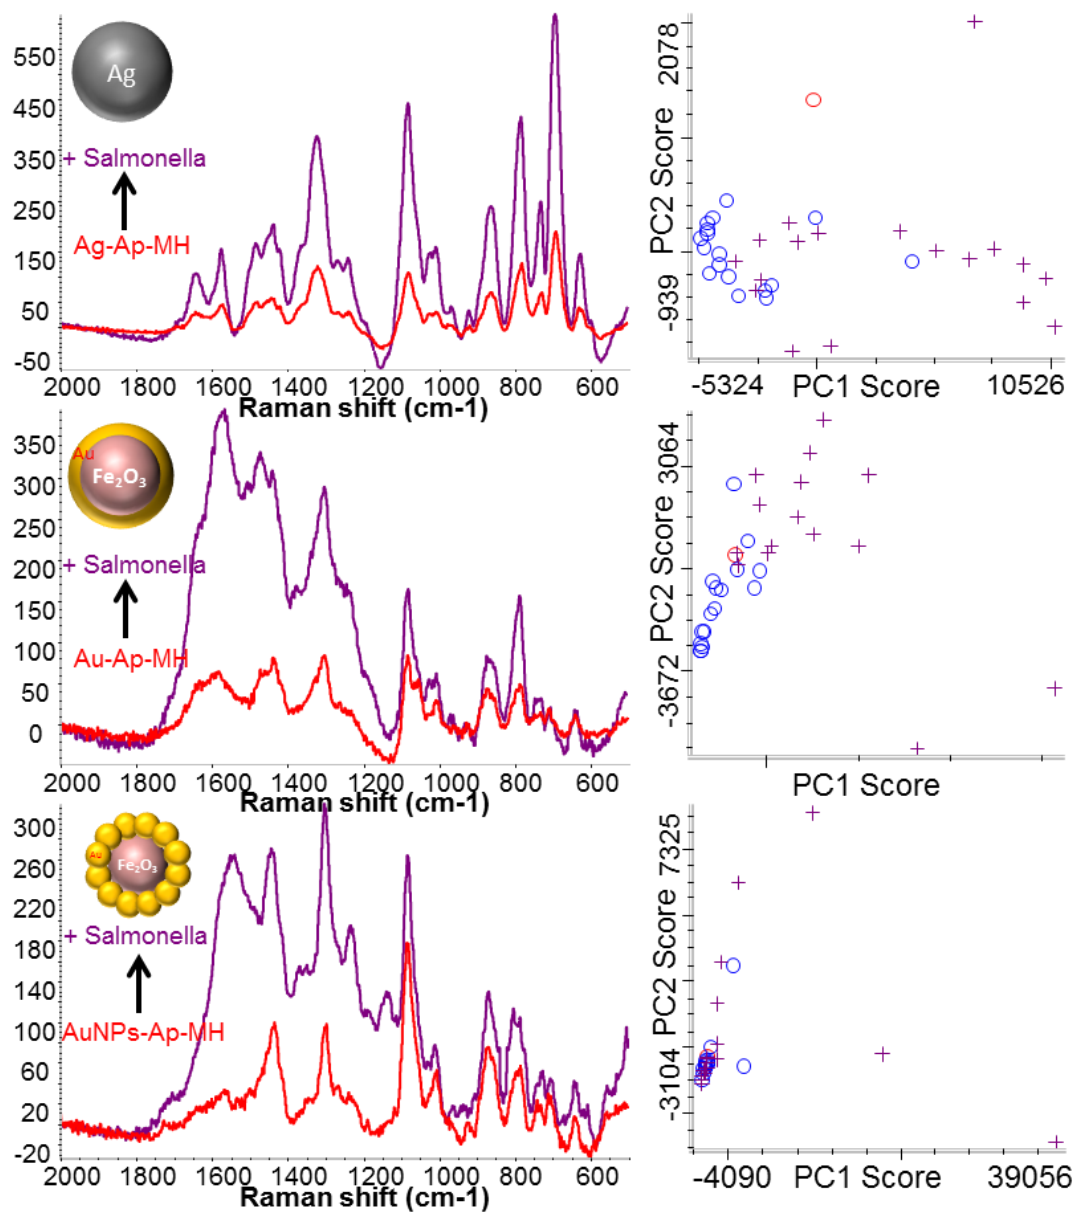 550
450
350
250
150
50
-50
Ag
+ Salmonella
Ag-Ap-MH
2000 1800 1600 1400 1200 1000 800 600
Raman shift (cm-1)
PC2 Score
2078
-939
-5324 PC1 Score 10526
350
300
250
200
150
100
50
0
Au
Fe₂O₃
+ Salmonella
Au-Ap-MH
2000 1800 1600 1400 1200 1000 800 600
Raman shift (cm-1)
PC2 Score
3064
-3672
PC1 Score
300
260
220
180
140
100
60
20
-20
Au
Fe₂O₃
+ Salmonella
AuNPs-Ap-MH
2000 1800 1600 1400 1200 1000 800 600
Raman shift (cm-1)
PC2 Score
7325
-3104
-4090 PC1 Score 39056